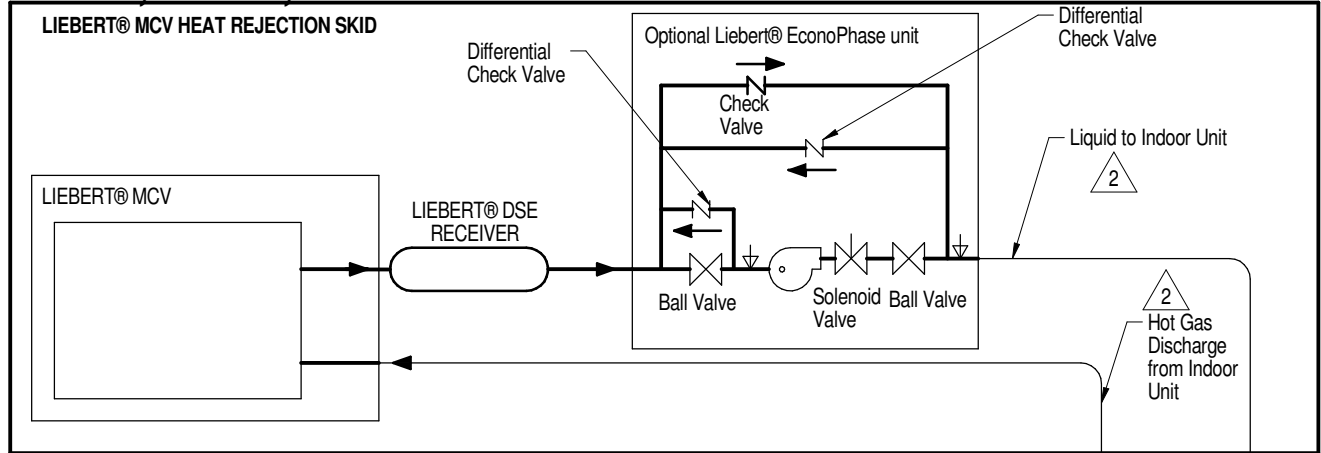 LIEBERT® MCV HEAT REJECTION SKID
Differential
Check Valve
Optional Liebert® EconoPhase unit
Differential
Check Valve
Check
Valve
Liquid to Indoor Unit
2
LIEBERT® MCV
LIEBERT® DSE
RECEIVER
Ball Valve
Solenoid
Valve
Ball Valve
2
Hot Gas
Discharge
from Indoor
Unit